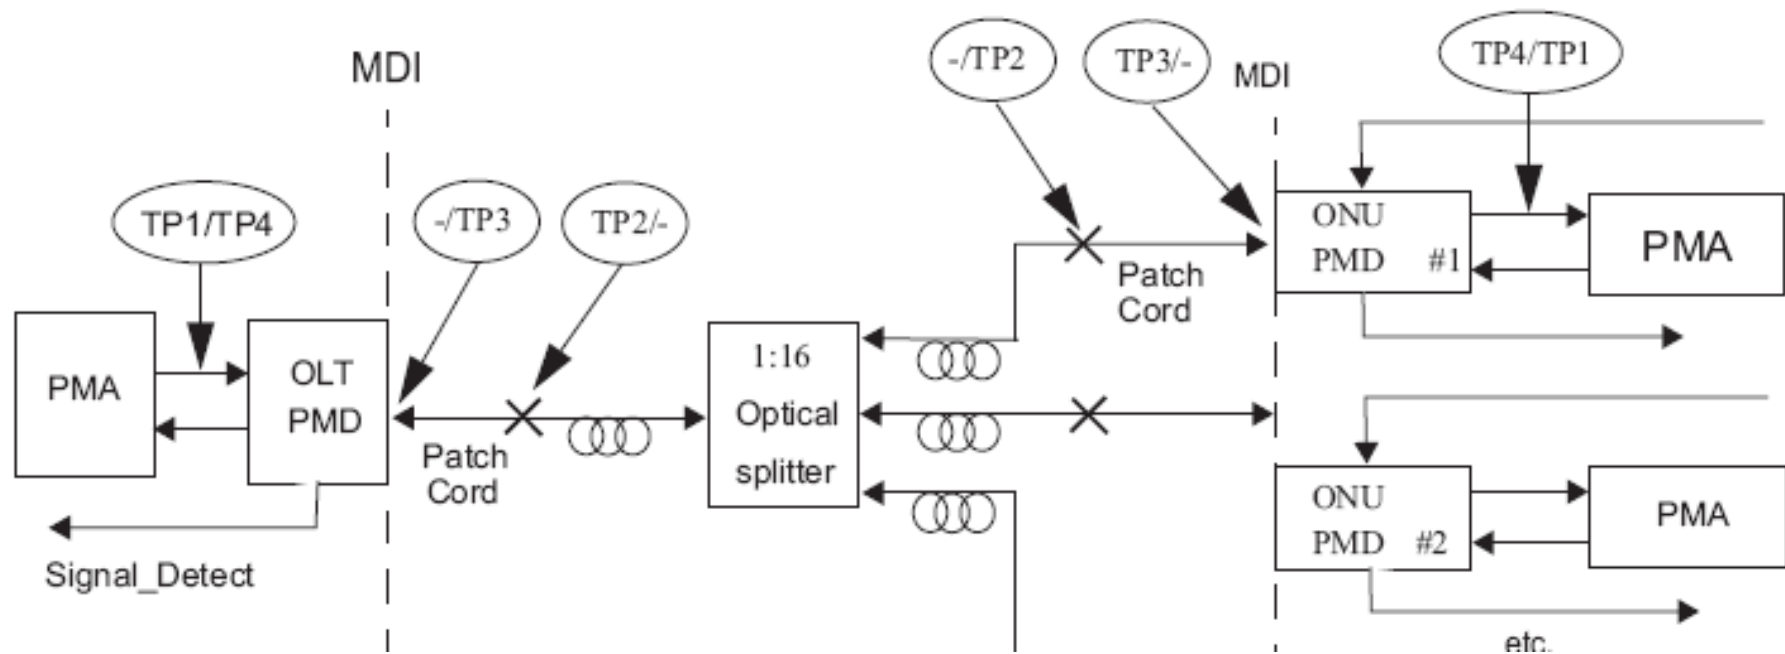 MDI
-/TP2
TP3/-
MDI
TP4/TP1
TP1/TP4
-/TP3
TP2/-
ONU
PMD #1
PMA
Patch
Cord
PMA
OLT
PMD
1:16
Optical
splitter
Patch
Cord
ONU
PMD #2
PMA
Signal_Detect
etc.